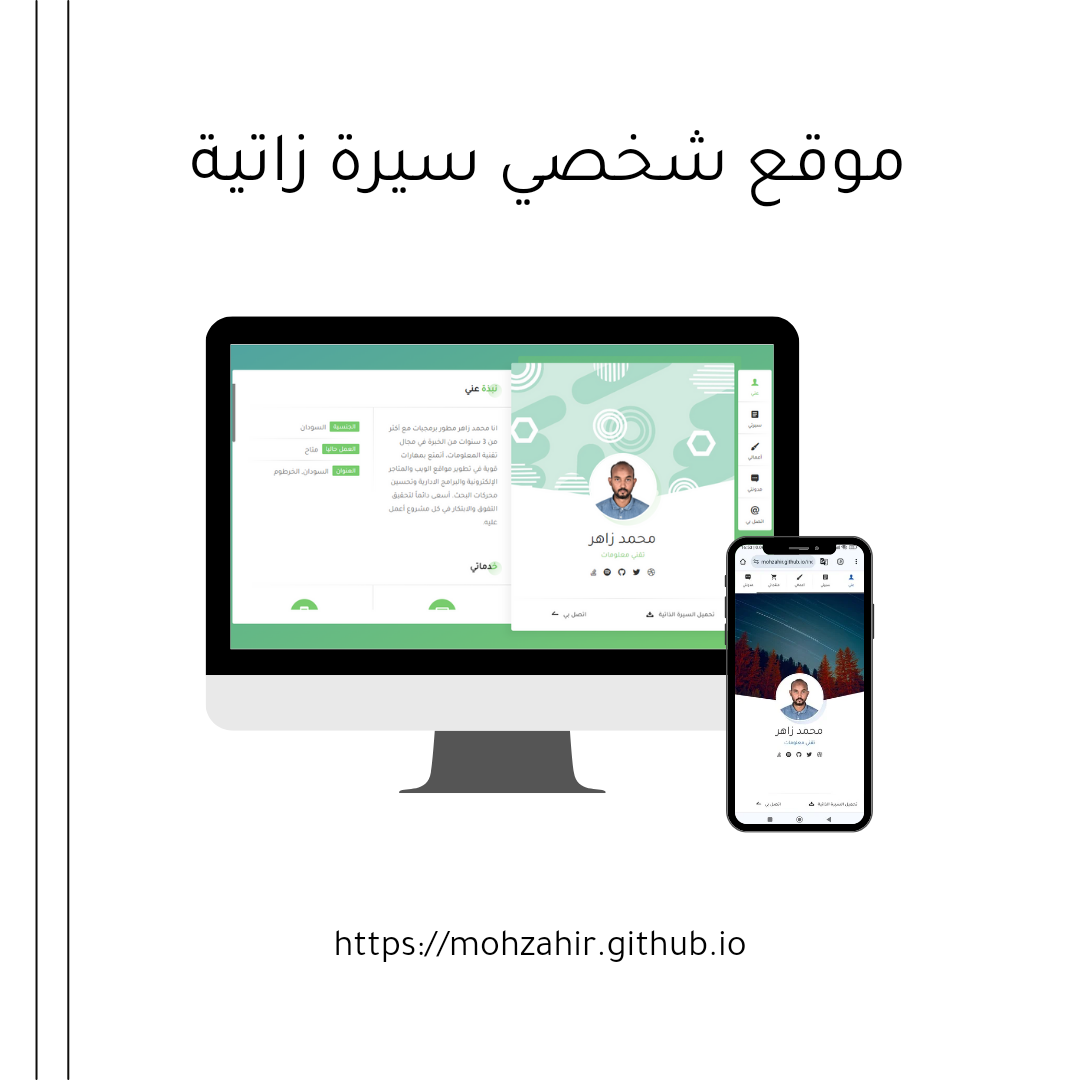 موقع شخصي سيرة زاتية
عني
سيرتي
اعمالي
مدونتي
اتصل بي
محمد زاهر
تقني معلومات
تحميل السيرة الذاتية
اتصل بي
نبذة عني
انا محمد زاهر مطور برمجيات مع أكثر
من 3 سنوات من الخبرة في مجال
تقنية المعلومات. أتمتع بمهارات
قوية في تطوير مواقع الويب والمتاجر
الإلكترونية والبرامج الادارية وتحسين
محركات البحث. أسعى دائماً لتحقيق
التفوق والابتكار في كل مشروع أعمل
عليه.
الجنسية السودان
العمل حاليا متاح
العنوان السودان, الخرطوم
خدماتي
mohzahir.github.io/m
عني سيرتي اعمالي متجري مدونتي
محمد زاهر
تقني معلومات
تحميل السيرة الذاتية
اتصل بي
https://mohzahir.github.io